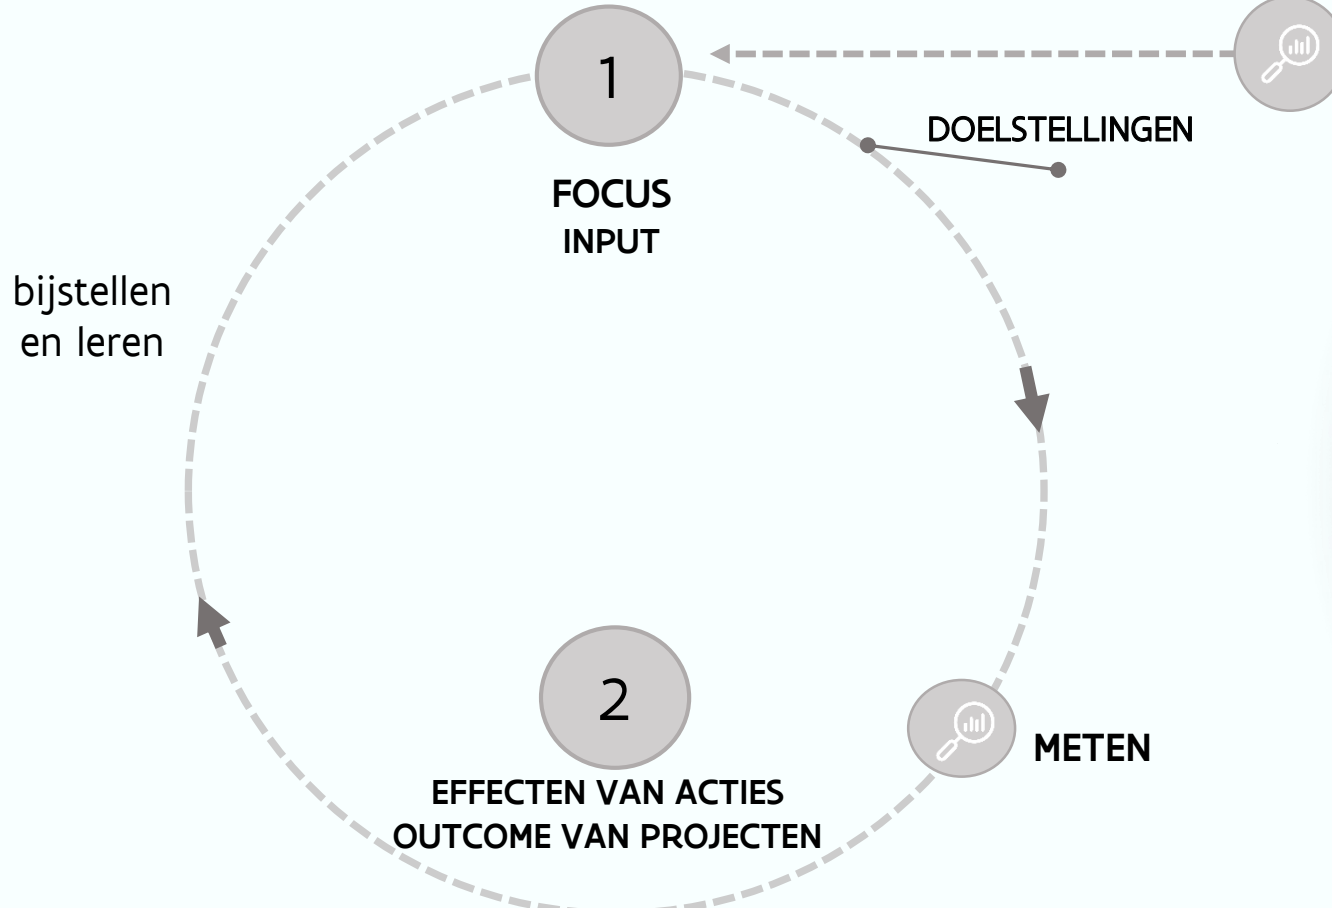 1
DOELSTELLINGEN
FOCUS
INPUT
bijstellen
en leren
2
METEN
EFFECTEN VAN ACTIES
OUTCOME VAN PROJECTEN